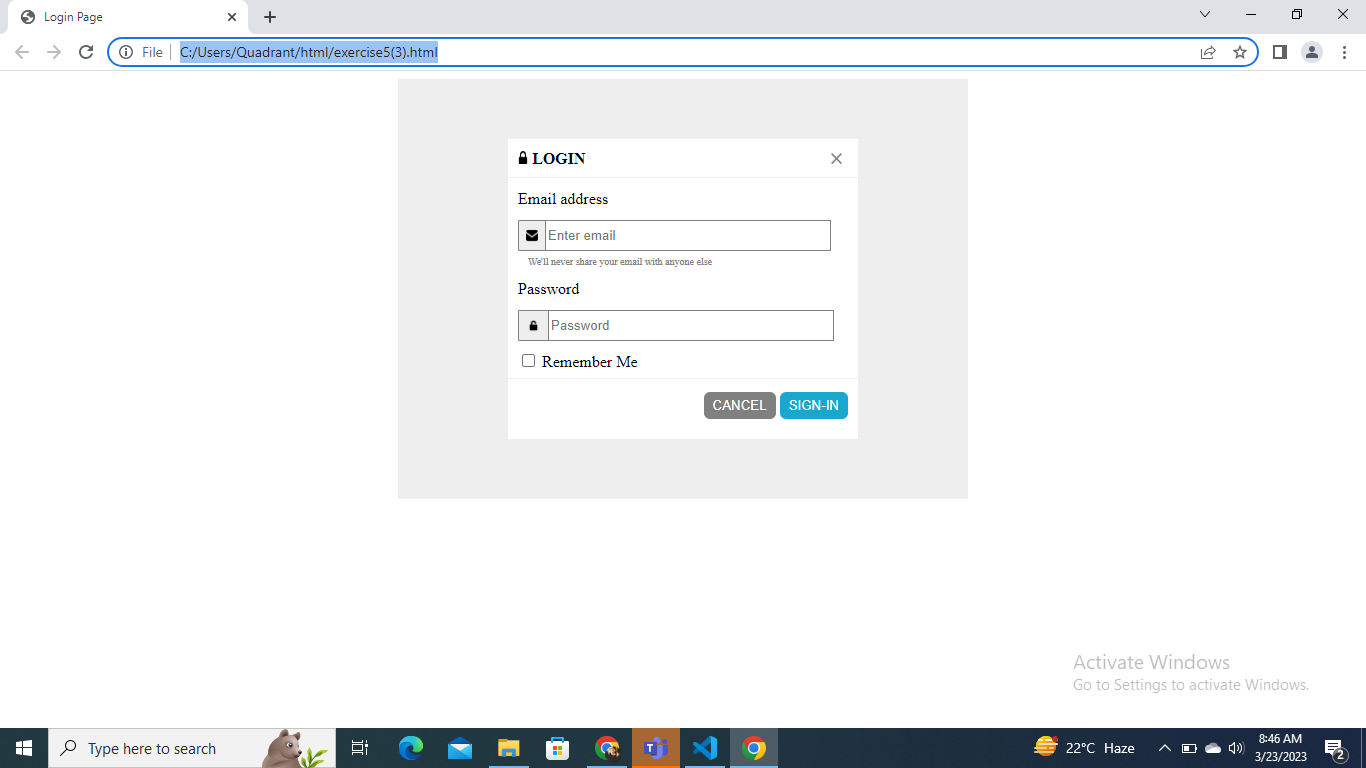 Login Page
File
C:/Users/Quadrant/html/exercise5(3).html
LOGIN
Email address
Enter email
We'll never share your email with anyone else
Password
Password
Remember Me
CANCEL SIGN-IN
Activate Windows
Go to Settings to activate Windows.
Type here to search
22°C Haze
8:46 AM
3/23/2023
2